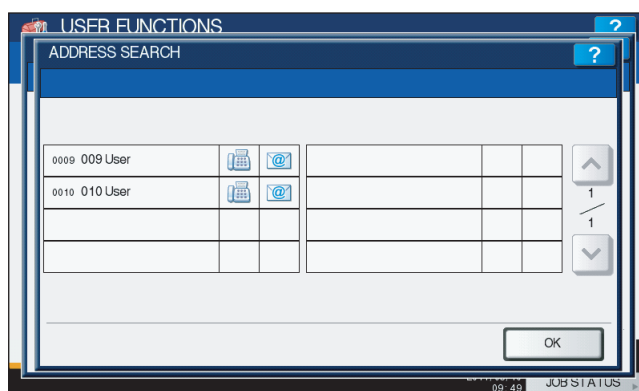 USER FUNCTIONS
?
ADDRESS SEARCH
?
0009 009 User
@
0010 010 User
@
1
1
OK
09:49
JOB STATUS